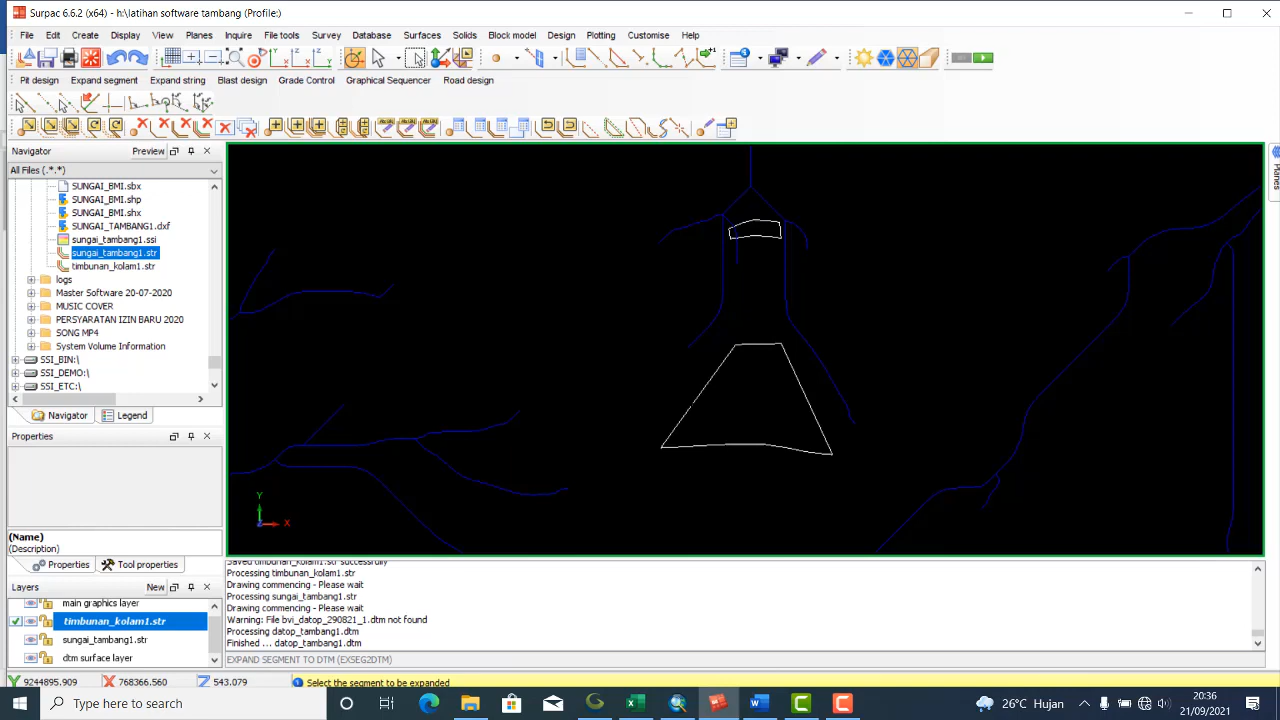 Surpac 6.6.2 (x64) - h:\latihan software tambang (Profile:)
File Edit Create Display View Planes Inquire File tools Survey Database Surfaces Solids Block model Design Plotting Customise Help
Pit design Expand segment Expand string Blast design Grade Control Graphical Sequencer Road design
Navigator Preview
All Files (.*.*)
SUNGAI_BMI.sbx
SUNGAI_BMI.shp
SUNGAI_BMI.shx
SUNGAI_TAMBANG1.dxf
sungai_tambang1.ssi
sungai_tambang1.str
timbunan_kolam1.str
logs
Master Software 20-07-2020
MUSIC COVER
PERSYARATAN IZIN BARU 2020
SONG MP4
System Volume Information
SSI_BIN:\
SSI_DEMO:\
SSI_ETC:\
Navigator Legend
Properties
(Name)
(Description)
Properties Tool properties
Layers New
main graphics layer
timbunan_kolam1.str
sungai_tambang1.str
dtm surface layer
Planes
Y
X
Saved timbunan_kolam1.str successfully
Processing timbunan_kolam1.str
Drawing commencing - Please wait
Processing sungai_tambang1.str
Drawing commencing - Please wait
Warning: File bvi_datop_290821_1.dtm not found
Processing datop_tambang1.dtm
Finished ... datop_tambang1.dtm
EXPAND SEGMENT TO DTM (EXSEG2DTM)
Y 9244895.909 X 768366.560 Z 543.079 Select the segment to be expanded
Type here to search
26°C Hujan
20:36
21/09/2021